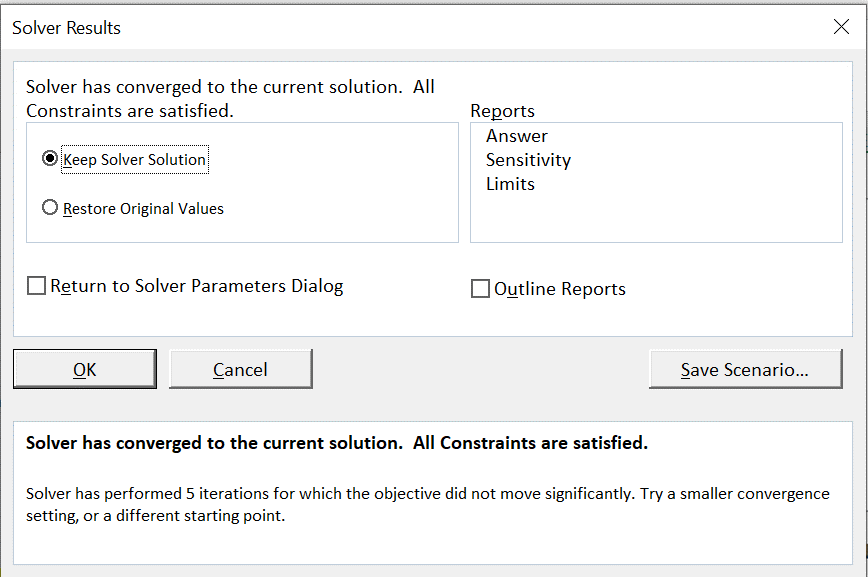 Solver Results
Solver has converged to the current solution.  All
Constraints are satisfied.
Reports
Answer
Keep Solver Solution
Sensitivity
Limits
Restore Original Values
Return to Solver Parameters Dialog
Outline Reports
OK
Cancel
Save Scenario...
Solver has converged to the current solution.  All Constraints are satisfied.
Solver has performed 5 iterations for which the objective did not move significantly. Try a smaller convergence
setting, or a different starting point.